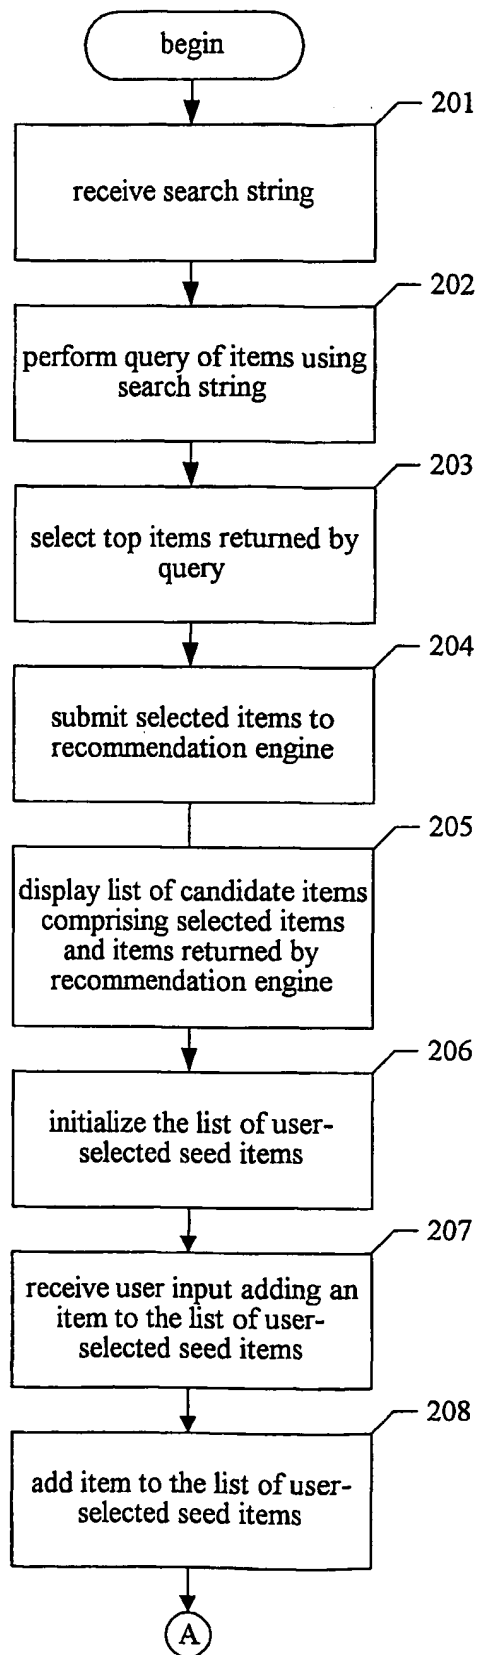 begin
201
receive search string
202
perform query of items using
search string
203
select top items returned by
query
204
submit selected items to
recommendation engine
205
display list of candidate items
comprising selected items
and items returned by
recommendation engine
206
initialize the list of user-
selected seed items
207
receive user input adding an
item to the list of user-
selected seed items
208
add item to the list of user-
selected seed items
A